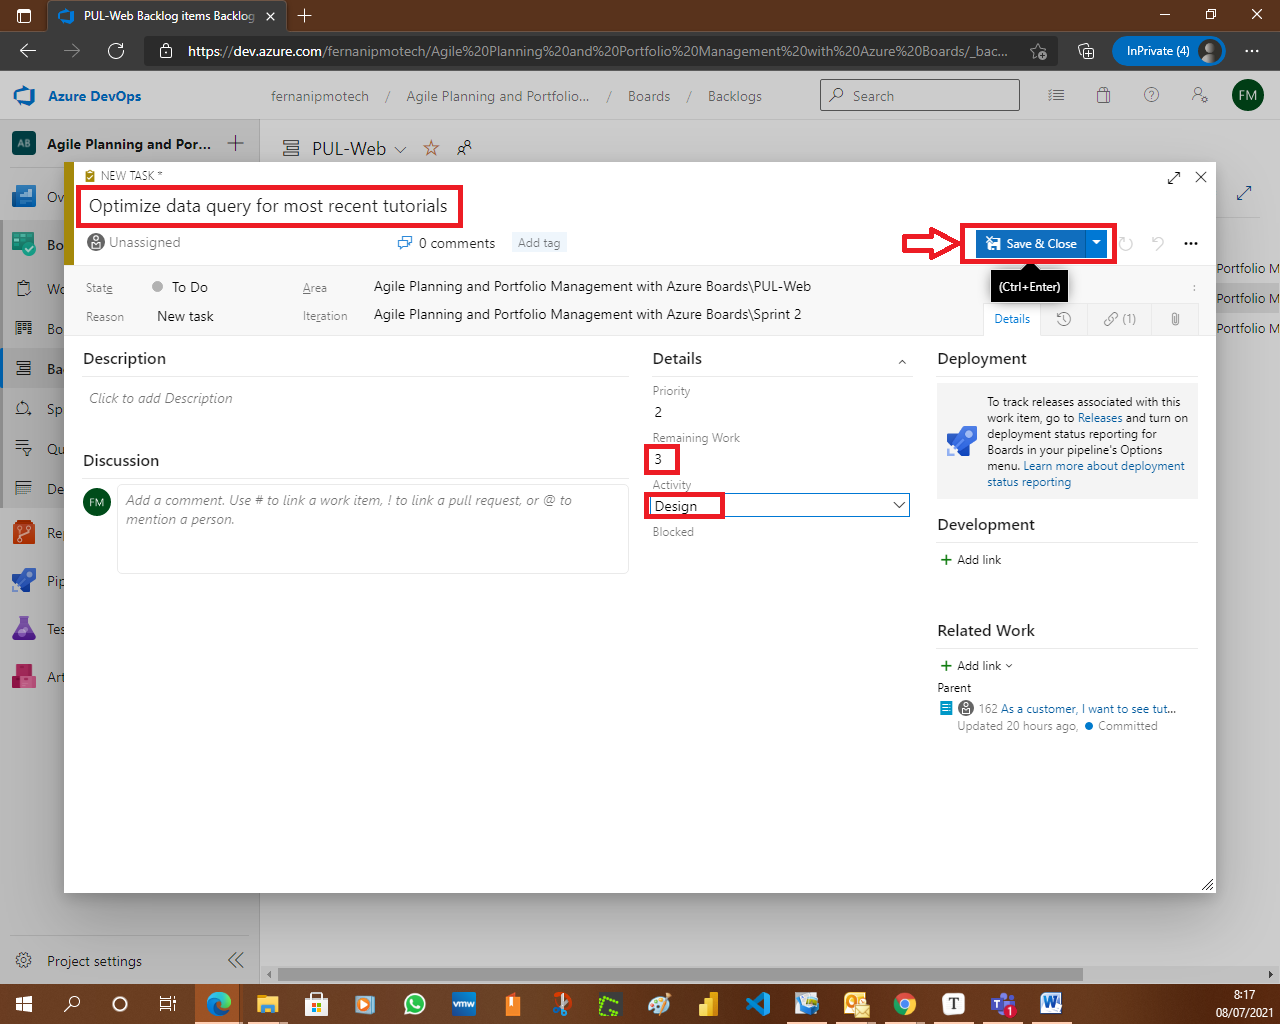 PUL-Web Backlog items Backlog
https://dev.azure.com/fernanipmotech/Agile%20Planning%20and%20Portfolio%20Management%20with%20Azure%20Boards/_bac...
InPrivate (4)
Azure DevOps
fernanipmotech / Agile Planning and Portfolio... / Boards / Backlogs
Search
FM
AB
Agile Planning and Por...
PUL-Web
NEW TASK *
Optimize data query for most recent tutorials
Unassigned
0 comments
Add tag
Save & Close
(Ctrl+Enter)
State
To Do
Area
Agile Planning and Portfolio Management with Azure Boards\PUL-Web
Reason
New task
Iteration
Agile Planning and Portfolio Management with Azure Boards\Sprint 2
Details
(1)
Ov
Bo
Wo
Bo
Ba
Sp
Qu
De
Re
Pip
Tes
Art
Portfolio M
Portfolio M
Portfolio M
Description
Click to add Description
Discussion
FM
Add a comment. Use # to link a work item, ! to link a pull request, or @ to
mention a person.
Details
Priority
2
Remaining Work
3
Activity
Design
Blocked
Deployment
To track releases associated with this
work item, go to Releases and turn on
deployment status reporting for
Boards in your pipeline's Options
menu. Learn more about deployment
status reporting
Development
Add link
Related Work
Add link
Parent
162 As a customer, I want to see tut...
Updated 20 hours ago, Committed
Project settings
vmw
T
1
W
8:17
08/07/2021